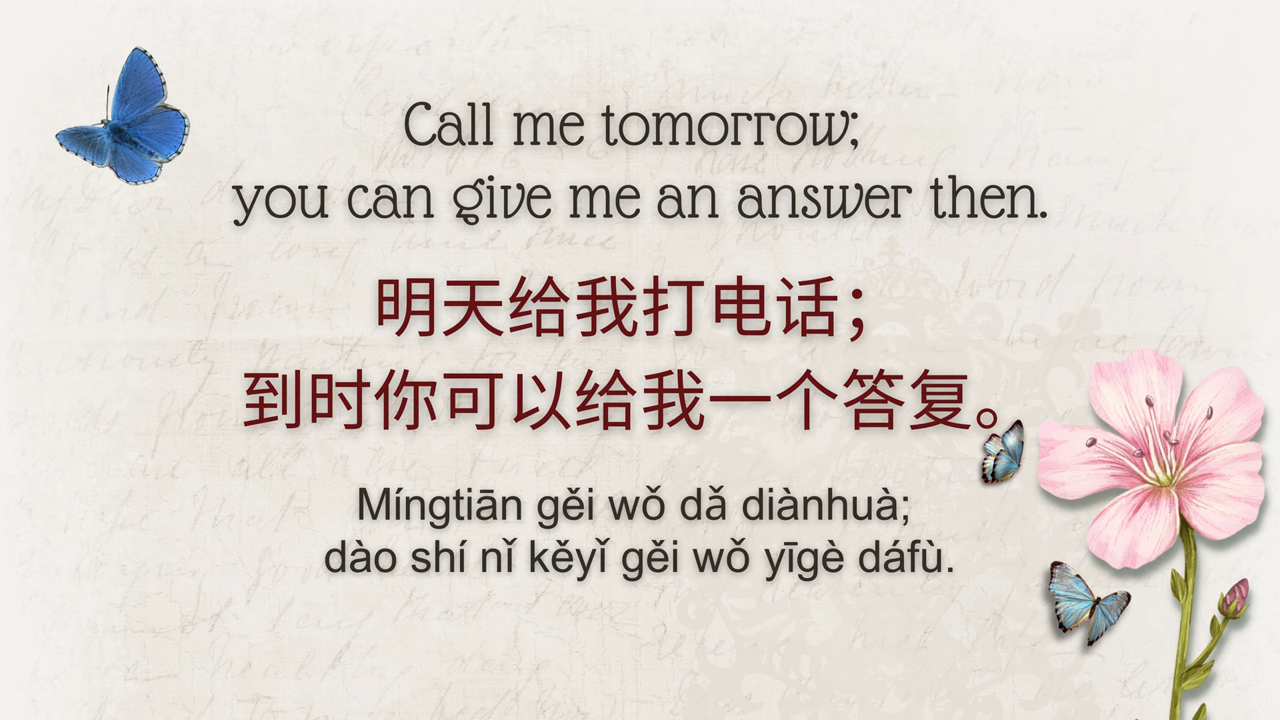 Call me tomorrow;
you can give me an answer then.
明天给我打电话；
到时你可以给我一个答复。
Míngtiān gěi wǒ dǎ diànhuà;
dào shí nǐ kěyǐ gěi wǒ yīgè dáfù.